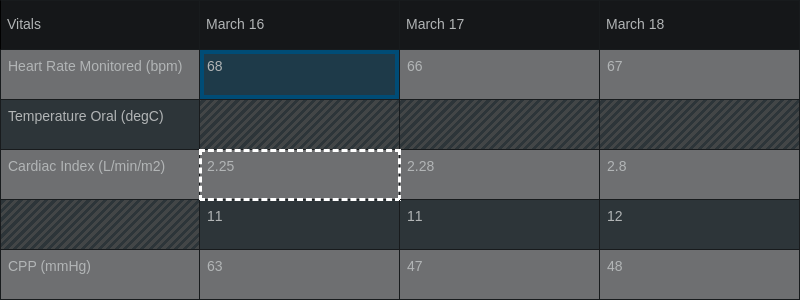 Vitals March 16 March 17 March 18
Heart Rate Monitored (bpm) 68 66 67
Temperature Oral (degC)
Cardiac Index (L/min/m2) 2.25 2.28 2.8
11 11 12
CPP (mmHg) 63 47 48